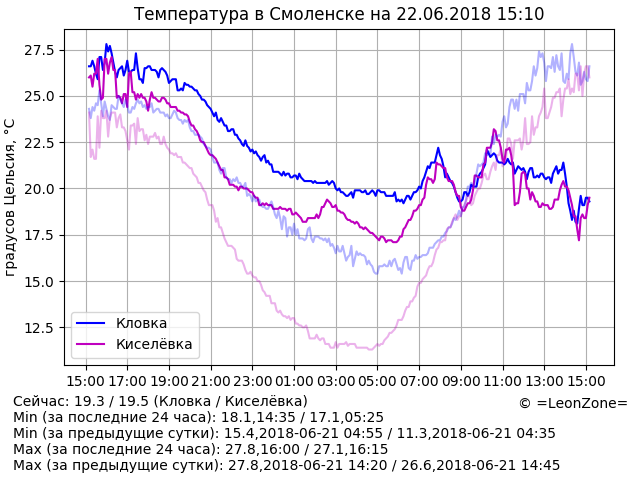 Температура в Смоленске на 22.06.2018 15:10
градусов Цельсия, °C
27.5
25.0
22.5
20.0
17.5
15.0
12.5
Кловка
Киселёвка
15:00 17:00 19:00 21:00 23:00 01:00 03:00 05:00 07:00 09:00 11:00 13:00 15:00
Сейчас: 19.3 / 19.5 (Кловка / Киселёвка)
© =LeonZone=
Min (за последние 24 часа): 18.1,14:35 / 17.1,05:25
Min (за предыдущие сутки): 15.4,2018-06-21 04:55 / 11.3,2018-06-21 04:35
Max (за последние 24 часа): 27.8,16:00 / 27.1,16:15
Max (за предыдущие сутки): 27.8,2018-06-21 14:20 / 26.6,2018-06-21 14:45